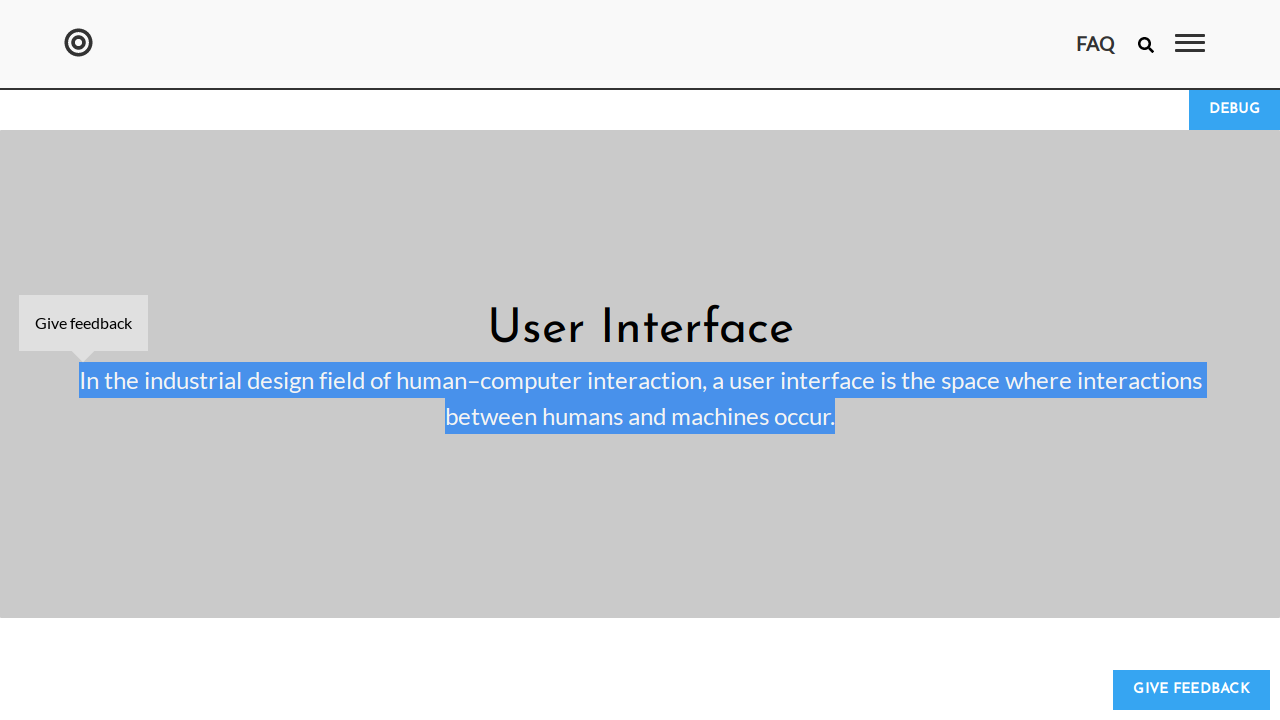 FAQ
DEBUG
Give feedback
User Interface
In the industrial design field of human–computer interaction, a user interface is the space where interactions
between humans and machines occur.
GIVE FEEDBACK